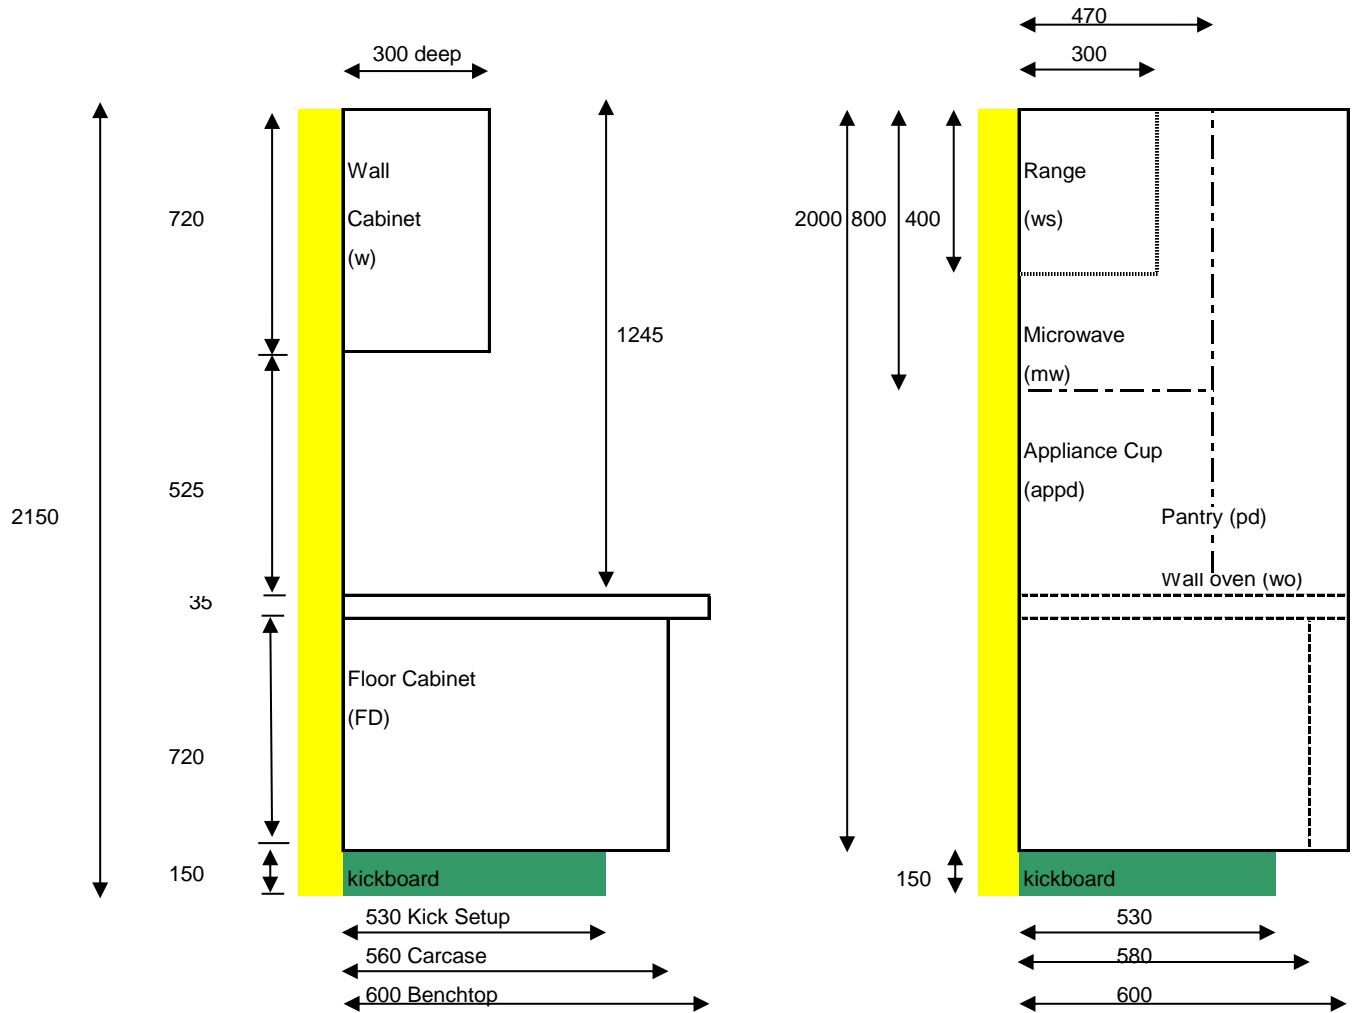 470
300 deep
300
Wall
Cabinet
(w)
720
2000
800
400
Range
(ws)
1245
Microwave
(mw)
525
Appliance Cup
(appd)
2150
Pantry (pd)
Wall oven (wo)
35
Floor Cabinet
(FD)
720
150
kickboard
150
kickboard
530 Kick Setup
530
560 Carcase
580
600 Benchtop
600